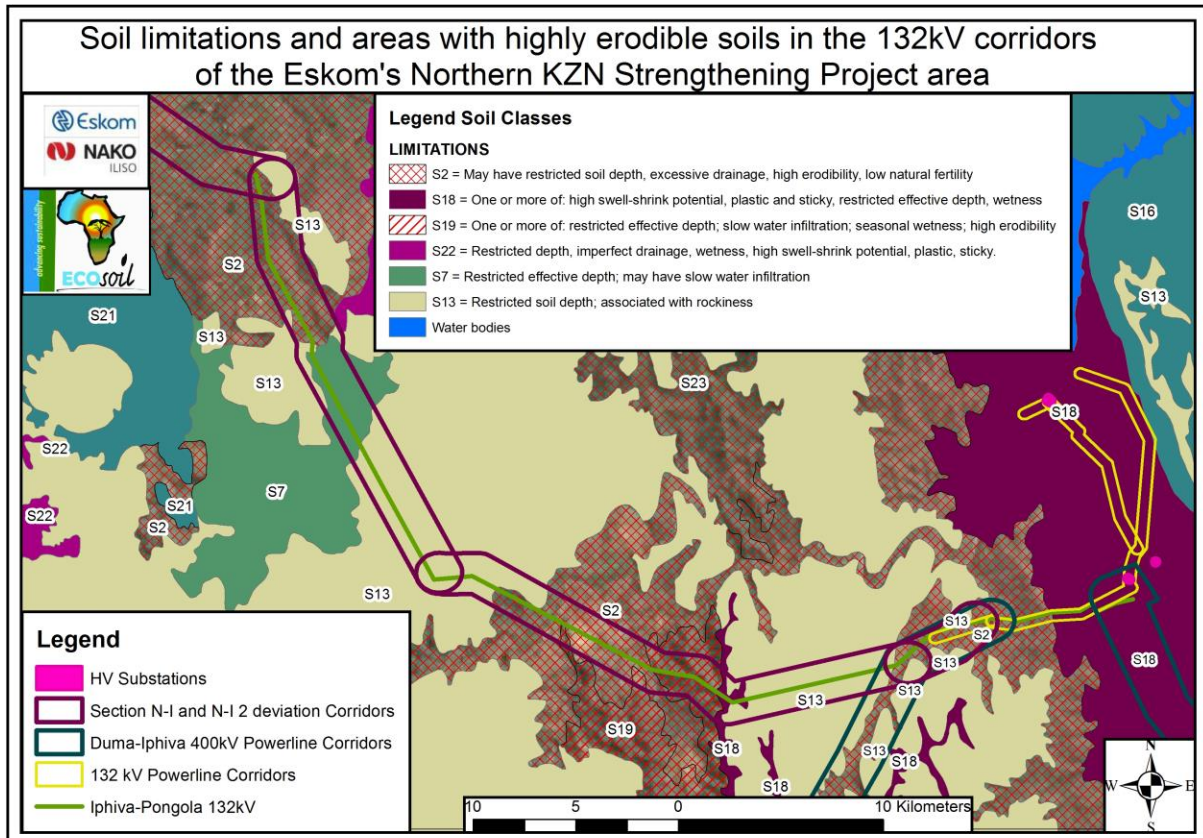 Soil limitations and areas with highly erodible soils in the 132kV corridors
of the Eskom's Northern KZN Strengthening Project area
Eskom
NAKO
ILISO
advancing sustainability
ECOsoil
Legend Soil Classes
LIMITATIONS
S2 = May have restricted soil depth, excessive drainage, high erodibility, low natural fertility
S18 = One or more of: high swell-shrink potential, plastic and sticky, restricted effective depth, wetness
S19 = One or more of: restricted effective depth; slow water infiltration; seasonal wetness; high erodibility
S22 = Restricted depth, imperfect drainage, wetness, high swell-shrink potential, plastic, sticky.
S7 = Restricted effective depth; may have slow water infiltration
S13 = Restricted soil depth; associated with rockiness
Water bodies
S13
S16
S2
S13
S21
S13
S13
S23
S18
S22
S7
S21
S22
S2
S13
S2
S13
S2
S13
S18
S13
S13
S19
S18
S13
S18
S18
Legend
HV Substations
Section N-I and N-I 2 deviation Corridors
Duma-Iphiva 400kV Powerline Corridors
132 kV Powerline Corridors
Iphiva-Pongola 132kV
10 5 0 10 Kilometers
N
W E
S